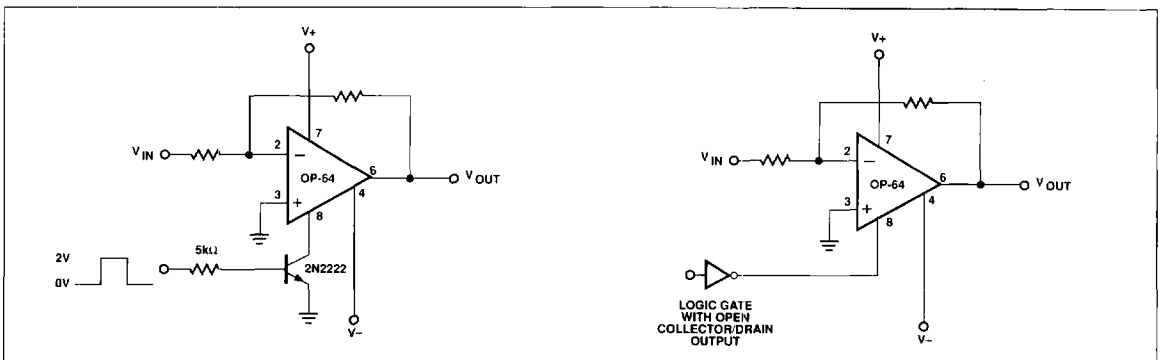 V+
7
2
−
V IN
OP-64
6
V OUT
4
3
+
8
5kΩ
2V
0V
2N2222
V−
V+
7
2
−
V IN
OP-64
6
V OUT
4
3
+
8
LOGIC GATE
WITH OPEN
COLLECTOR/DRAIN
OUTPUT
V−